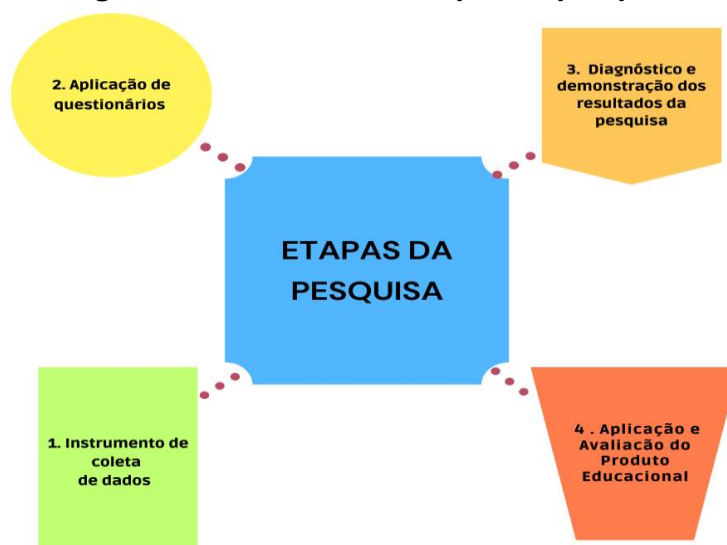 2. Aplicação de
questionários
3. Diagnóstico e
demonstração dos
resultados da
pesquisa
ETAPAS DA
PESQUISA
1. Instrumento de
coleta
de dados
4 . Aplicação e
Avaliacão do
Produto
Educacional